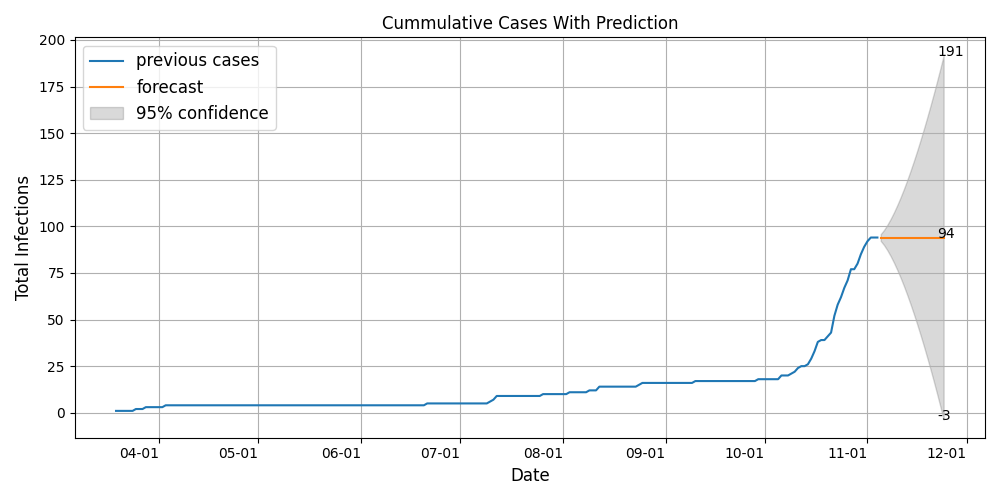 Cummulative Cases With Prediction
200
175
150
125
100
75
50
25
0
Total Infections
previous cases
forecast
95% confidence
191
94
-3
04-01 05-01 06-01 07-01 08-01 09-01 10-01 11-01 12-01
Date